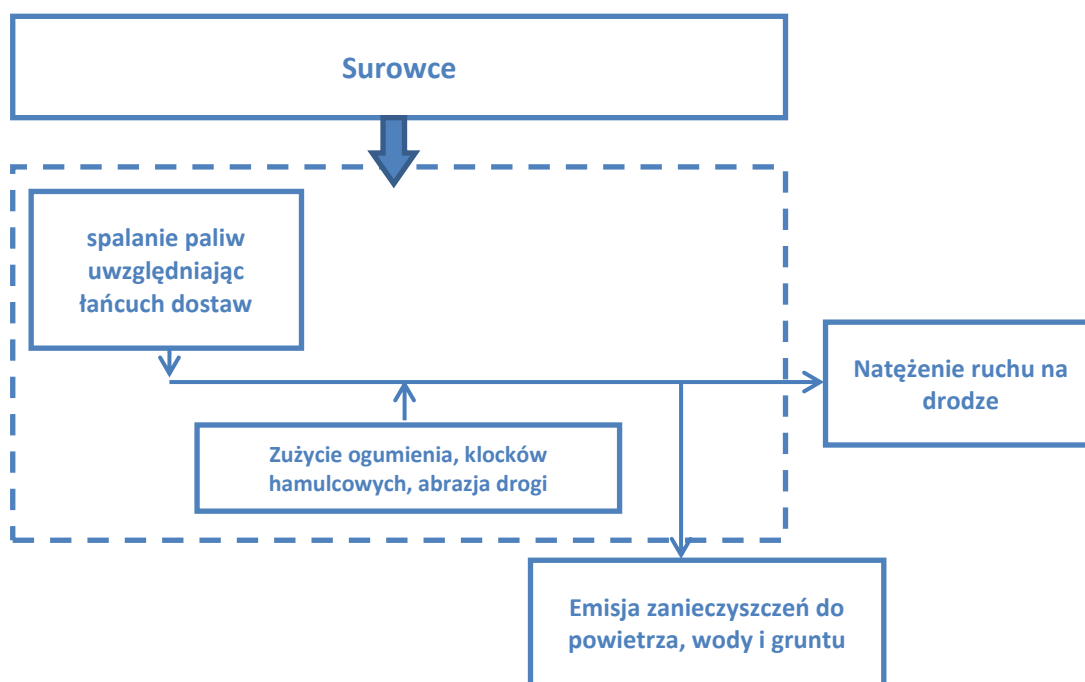 Surowce
spalanie paliw
uwzględniając
łańcuch dostaw
Natężenie ruchu na
drodze
Zużycie ogumienia, klocków
hamulcowych, abrazja drogi
Emisja zanieczyszczeń do
powietrza, wody i gruntu